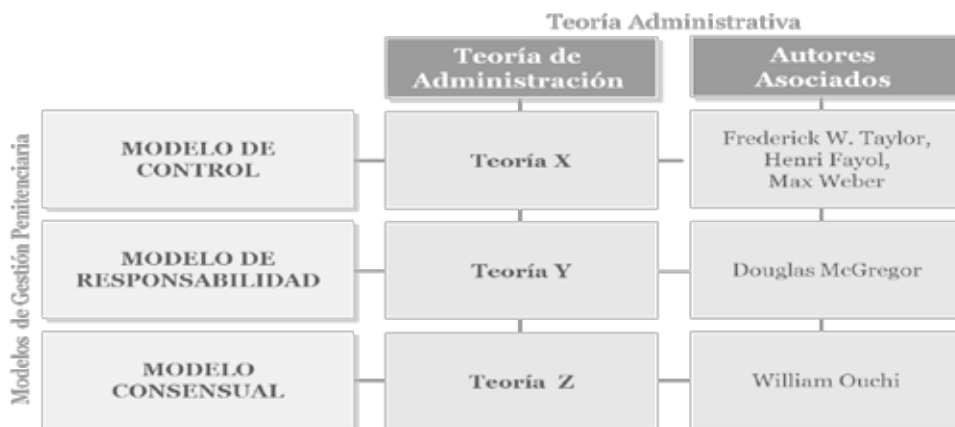 Teoría Administrativa
Teoría de
Administración
Autores
Asociados
Modelos de Gestión Penitenciaria
MODELO DE
CONTROL
Teoría X
Frederick W. Taylor,
Henri Fayol,
Max Weber
MODELO DE
RESPONSABILIDAD
Teoría Y
Douglas McGregor
MODELO
CONSENSUAL
Teoría Z
William Ouchi